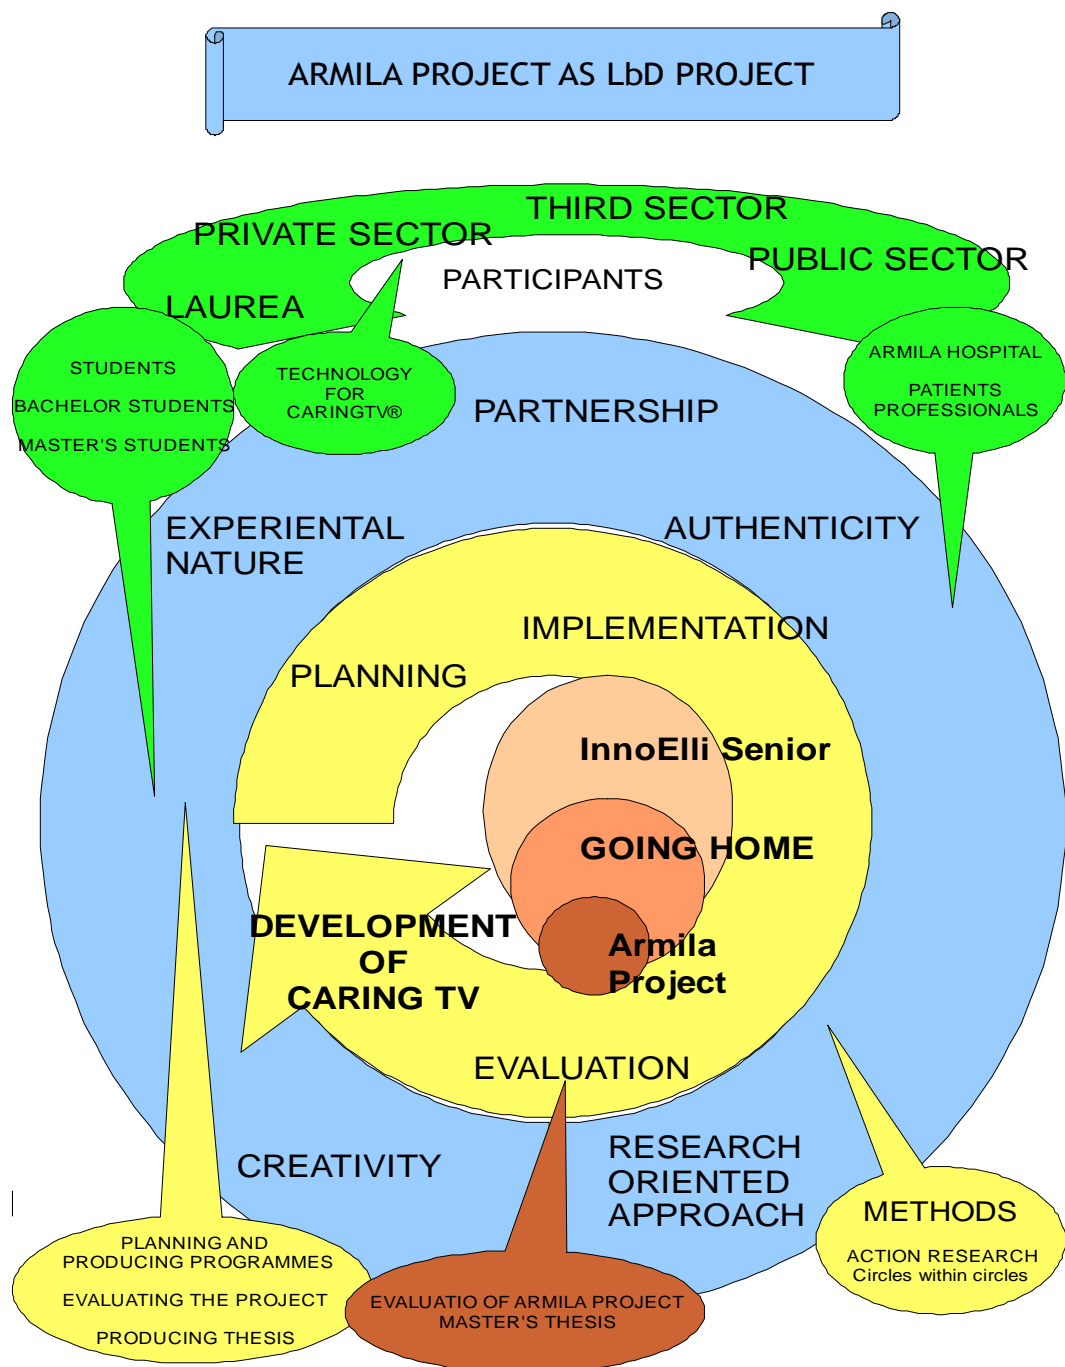 ARMILA PROJECT AS LbD PROJECT
THIRD SECTOR
PRIVATE SECTOR
PUBLIC SECTOR
PARTICIPANTS
LAUREA
STUDENTS
BACHELOR STUDENTS
MASTER'S STUDENTS
TECHNOLOGY
FOR
CARINGTV®
ARMILA HOSPITAL
PATIENTS
PROFESSIONALS
PARTNERSHIP
EXPERIENTAL
NATURE
AUTHENTICITY
IMPLEMENTATION
PLANNING
InnoElli Senior
GOING HOME
Armila
Project
DEVELOPMENT
OF
CARING TV
EVALUATION
CREATIVITY
RESEARCH
ORIENTED
APPROACH
METHODS
ACTION RESEARCH
Circles within circles
PLANNING AND
PRODUCING PROGRAMMES
EVALUATING THE PROJECT
PRODUCING THESIS
EVALUATIO OF ARMILA PROJECT
MASTER'S THESIS